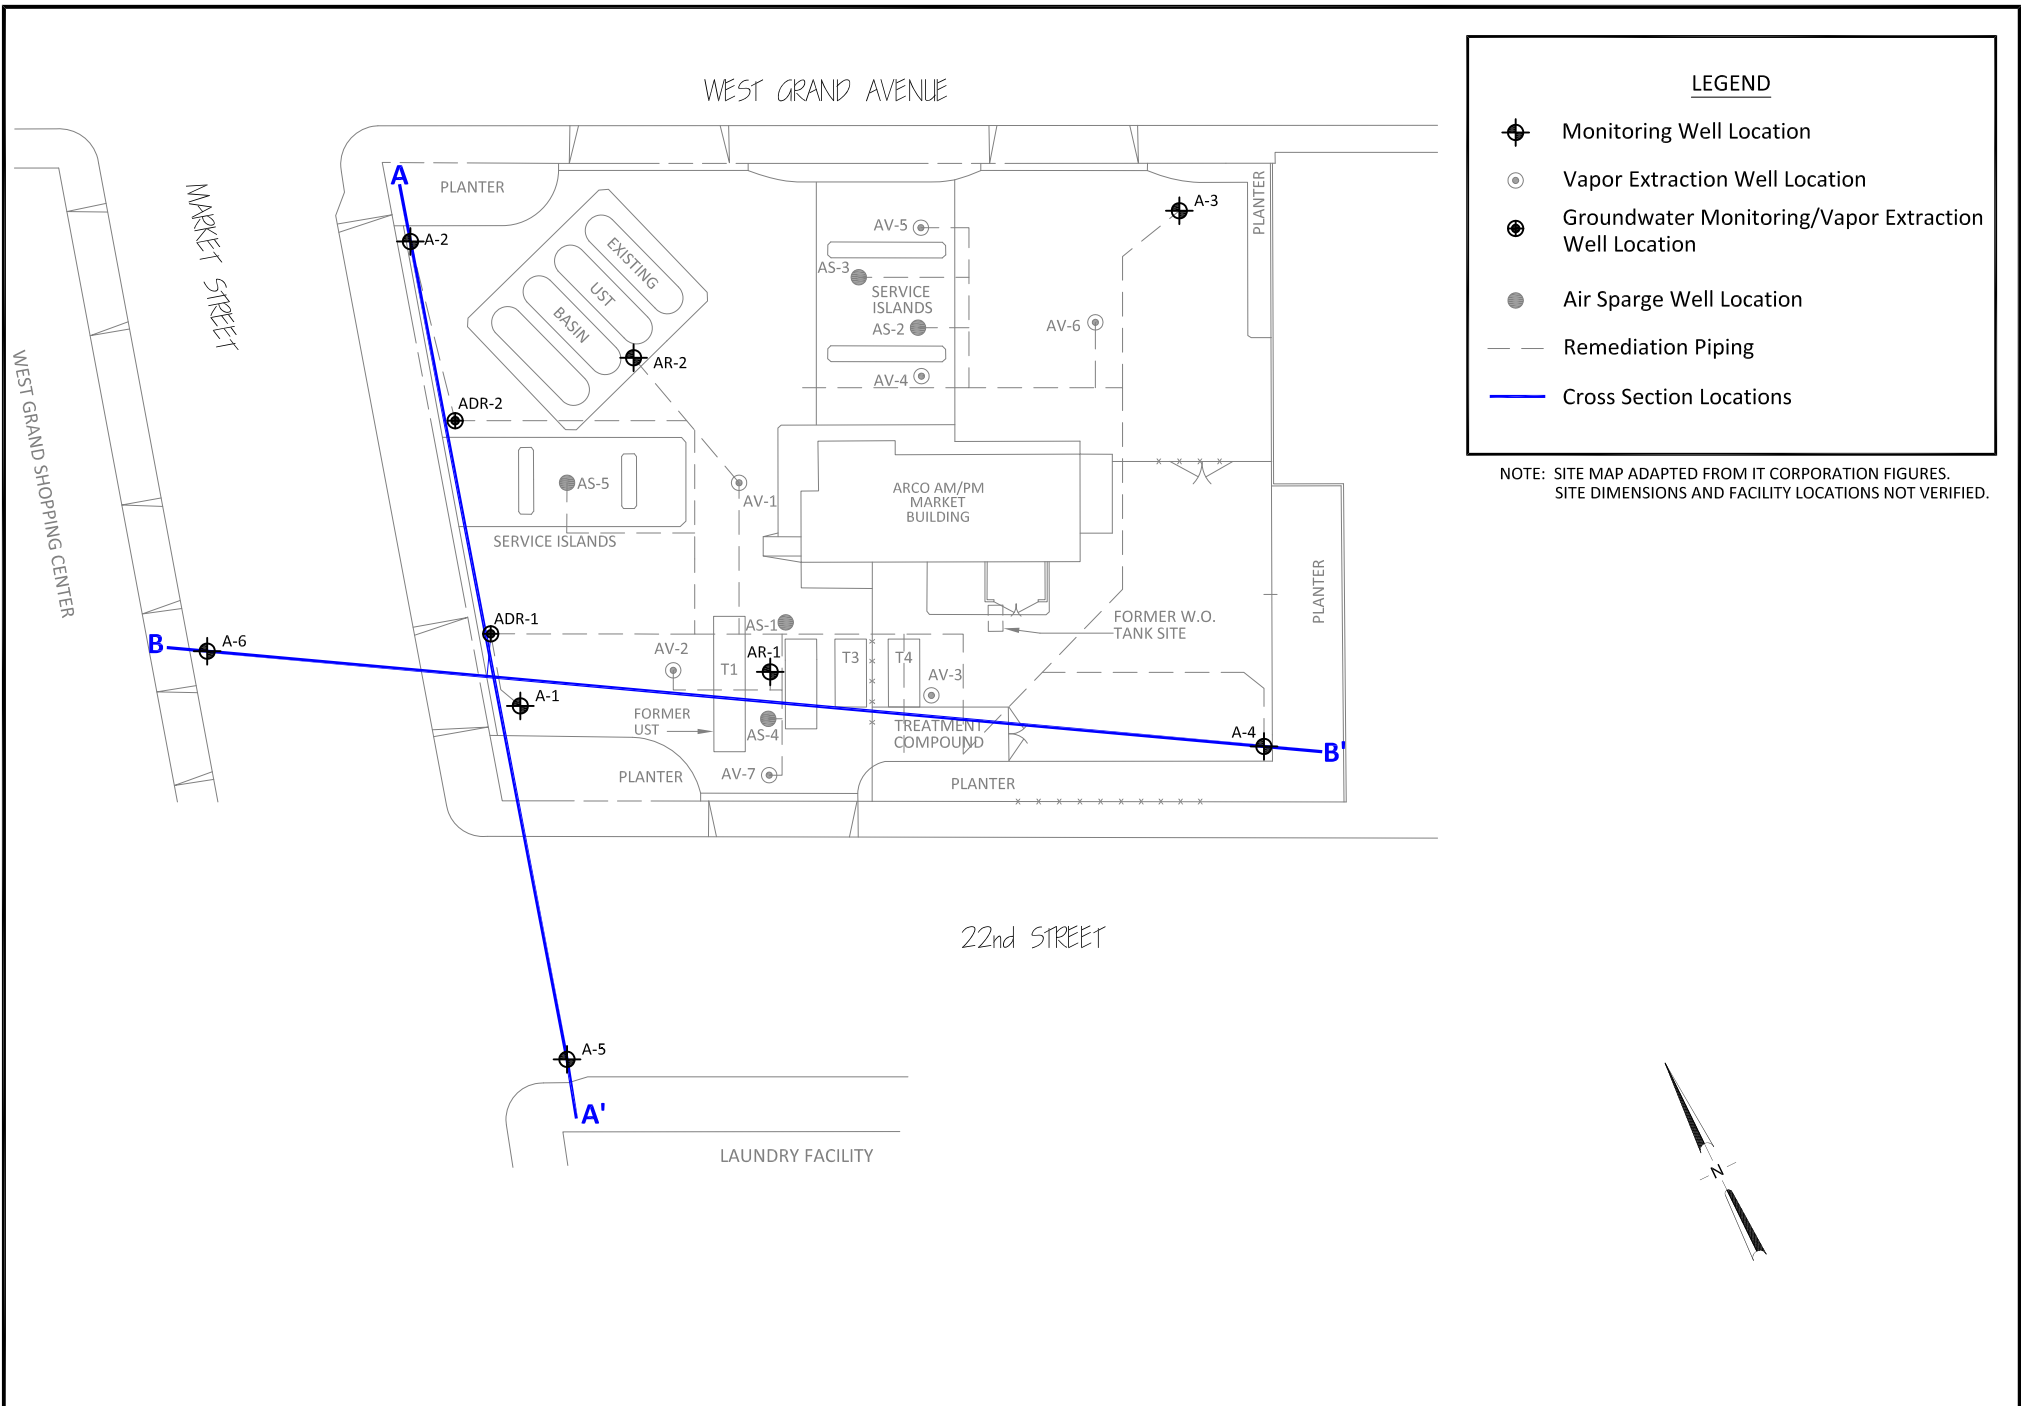 WEST GRAND AVENUE
LEGEND
Monitoring Well Location
Vapor Extraction Well Location
Groundwater Monitoring/Vapor Extraction
Well Location
Air Sparge Well Location
Remediation Piping
Cross Section Locations
NOTE: SITE MAP ADAPTED FROM IT CORPORATION FIGURES.
SITE DIMENSIONS AND FACILITY LOCATIONS NOT VERIFIED.
MARKET STREET
WEST GRAND SHOPPING CENTER
A
PLANTER
A-2
EXISTING
UST
BASIN
AR-2
ADR-2
AV-5
AS-3
SERVICE
ISLANDS
AS-2
AV-4
A-3
PLANTER
AV-6
AS-5
SERVICE ISLANDS
AV-1
ARCO AM/PM
MARKET
BUILDING
PLANTER
FORMER W.O.
TANK SITE
ADR-1
B
A-6
AS-1
AV-2
AR-1
T1
T3
T4
AV-3
A-1
FORMER
UST
AS-4
TREATMENT
COMPOUND
A-4
B'
PLANTER
AV-7
PLANTER
22nd STREET
A-5
A'
LAUNDRY FACILITY
N